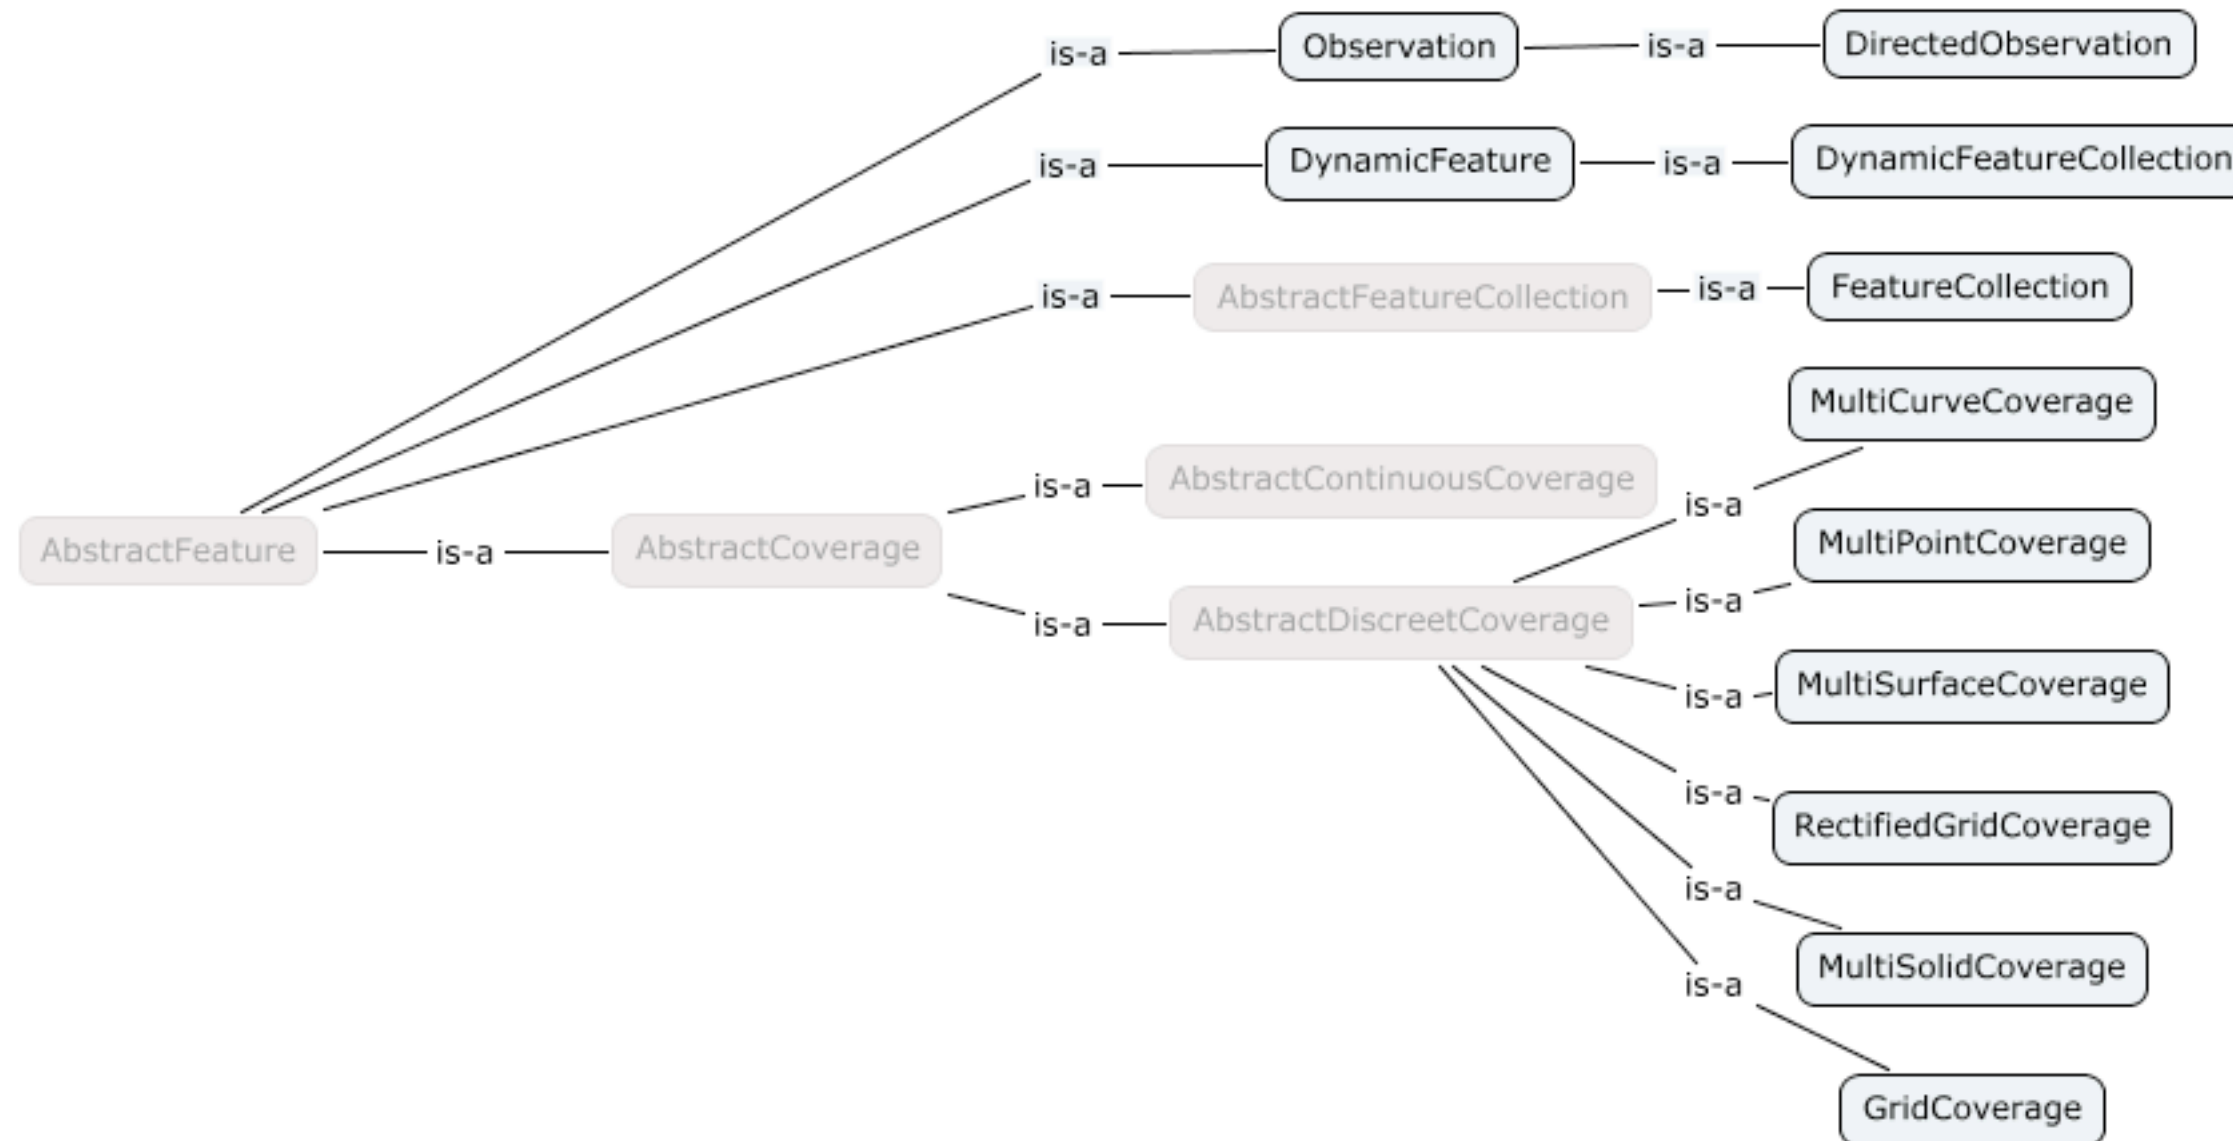 is-a
Observation
is-a
DirectedObservation
is-a
DynamicFeature
is-a
DynamicFeatureCollection
is-a
AbstractFeatureCollection
is-a
FeatureCollection
MultiCurveCoverage
is-a
AbstractContinuousCoverage
is-a
AbstractFeature
is-a
AbstractCoverage
MultiPointCoverage
is-a
is-a
AbstractDiscreetCoverage
is-a
MultiSurfaceCoverage
is-a
RectifiedGridCoverage
is-a
MultiSolidCoverage
is-a
GridCoverage